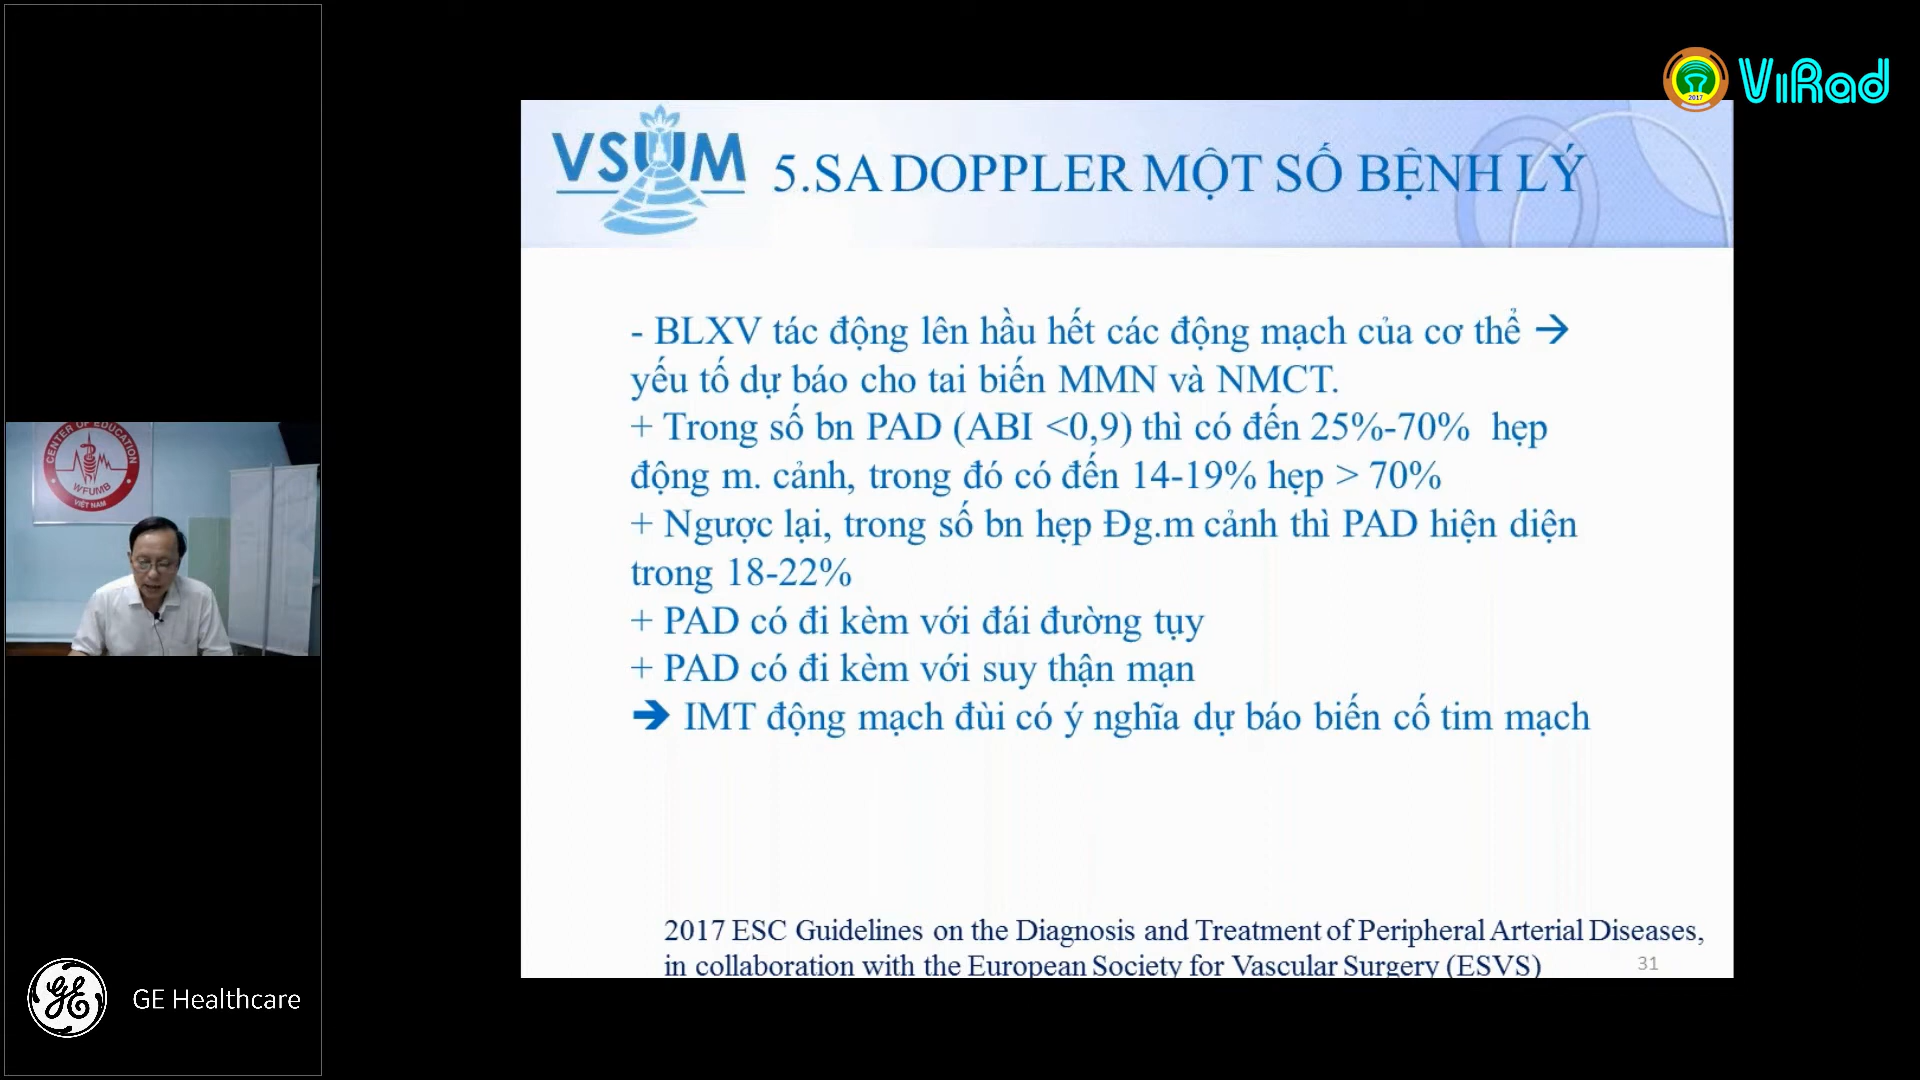 ViRad
2017
VSUM
5.SA DOPPLER MỘT SỐ BỆNH LÝ
- BLXV tác động lên hầu hết các động mạch của cơ thể →
yếu tố dự báo cho tai biến MMN và NMCT.
+ Trong số bn PAD (ABI <0,9) thì có đến 25%-70% hẹp
động m. cảnh, trong đó có đến 14-19% hẹp > 70%
+ Ngược lại, trong số bn hẹp Đg.m cảnh thì PAD hiện diện
trong 18-22%
+ PAD có đi kèm với đái đường tụy
+ PAD có đi kèm với suy thận mạn
➔ IMT động mạch đùi có ý nghĩa dự báo biến cố tim mạch
2017 ESC Guidelines on the Diagnosis and Treatment of Peripheral Arterial Diseases,
in collaboration with the European Society for Vascular Surgery (ESVS)
31
CENTER OF EDUCATION
WFUMB
VIỆT NAM
GE
GE Healthcare